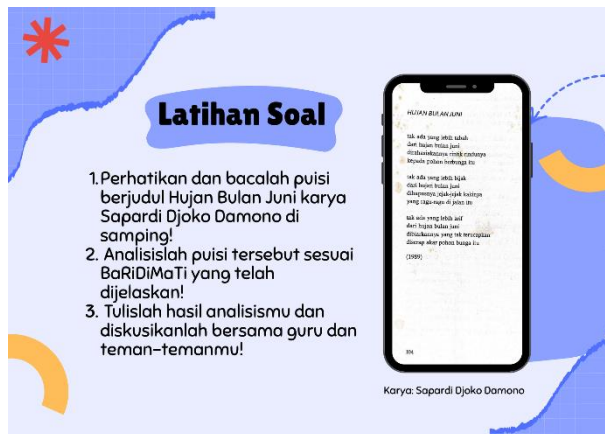 Latihan Soal
1. Perhatikan dan bacalah puisi
berjudul Hujan Bulan Juni karya
Sapardi Djoko Damono di
samping!
2. Analisislah puisi tersebut sesuai
BaRiDiMaTi yang telah
dijelaskan!
3. Tulislah hasil analisismu dan
diskusikanlah bersama guru dan
teman-temanmu!
HUJAN BULAN JUNI
tak ada yang lebih tabah
dari hujan bulan juni
dirahasiakannya rintik rindunya
kepada pohon berbunga itu
tak ada yang lebih bijak
dari hujan bulan juni
dihapusnya jejak-jejak kakinya
yang ragu-ragu di jalan itu
tak ada yang lebih arif
dari hujan bulan juni
dibiarkannya yang tak terucapkan
diserap akar pohon bunga itu
(1989)
Karya: Sapardi Djoko Damono